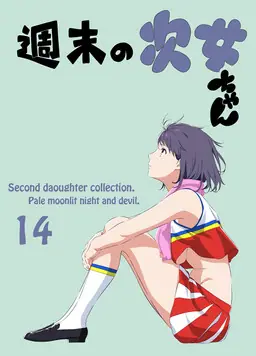 週末の次女ちゃん
Second daoughter collection.
Pale moonlit night and devil.
14